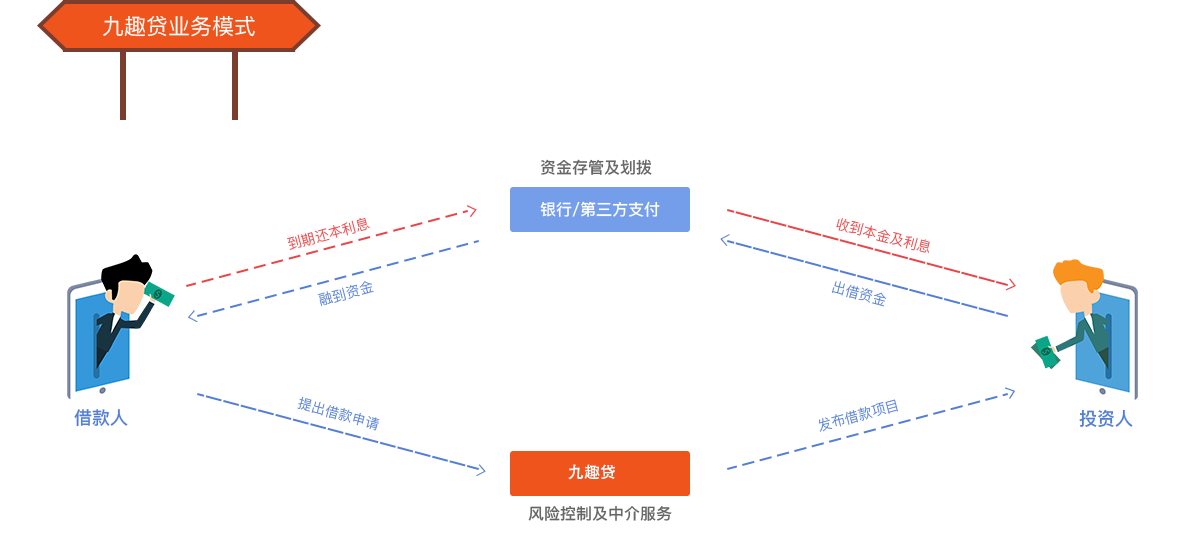 九趣贷业务模式
资金存管及划拨
银行/第三方支付
到期还本利息
收到本金及利息
融到资金
出借资金
借款人
投资人
提出借款申请
发布借款项目
九趣贷
风险控制及中介服务